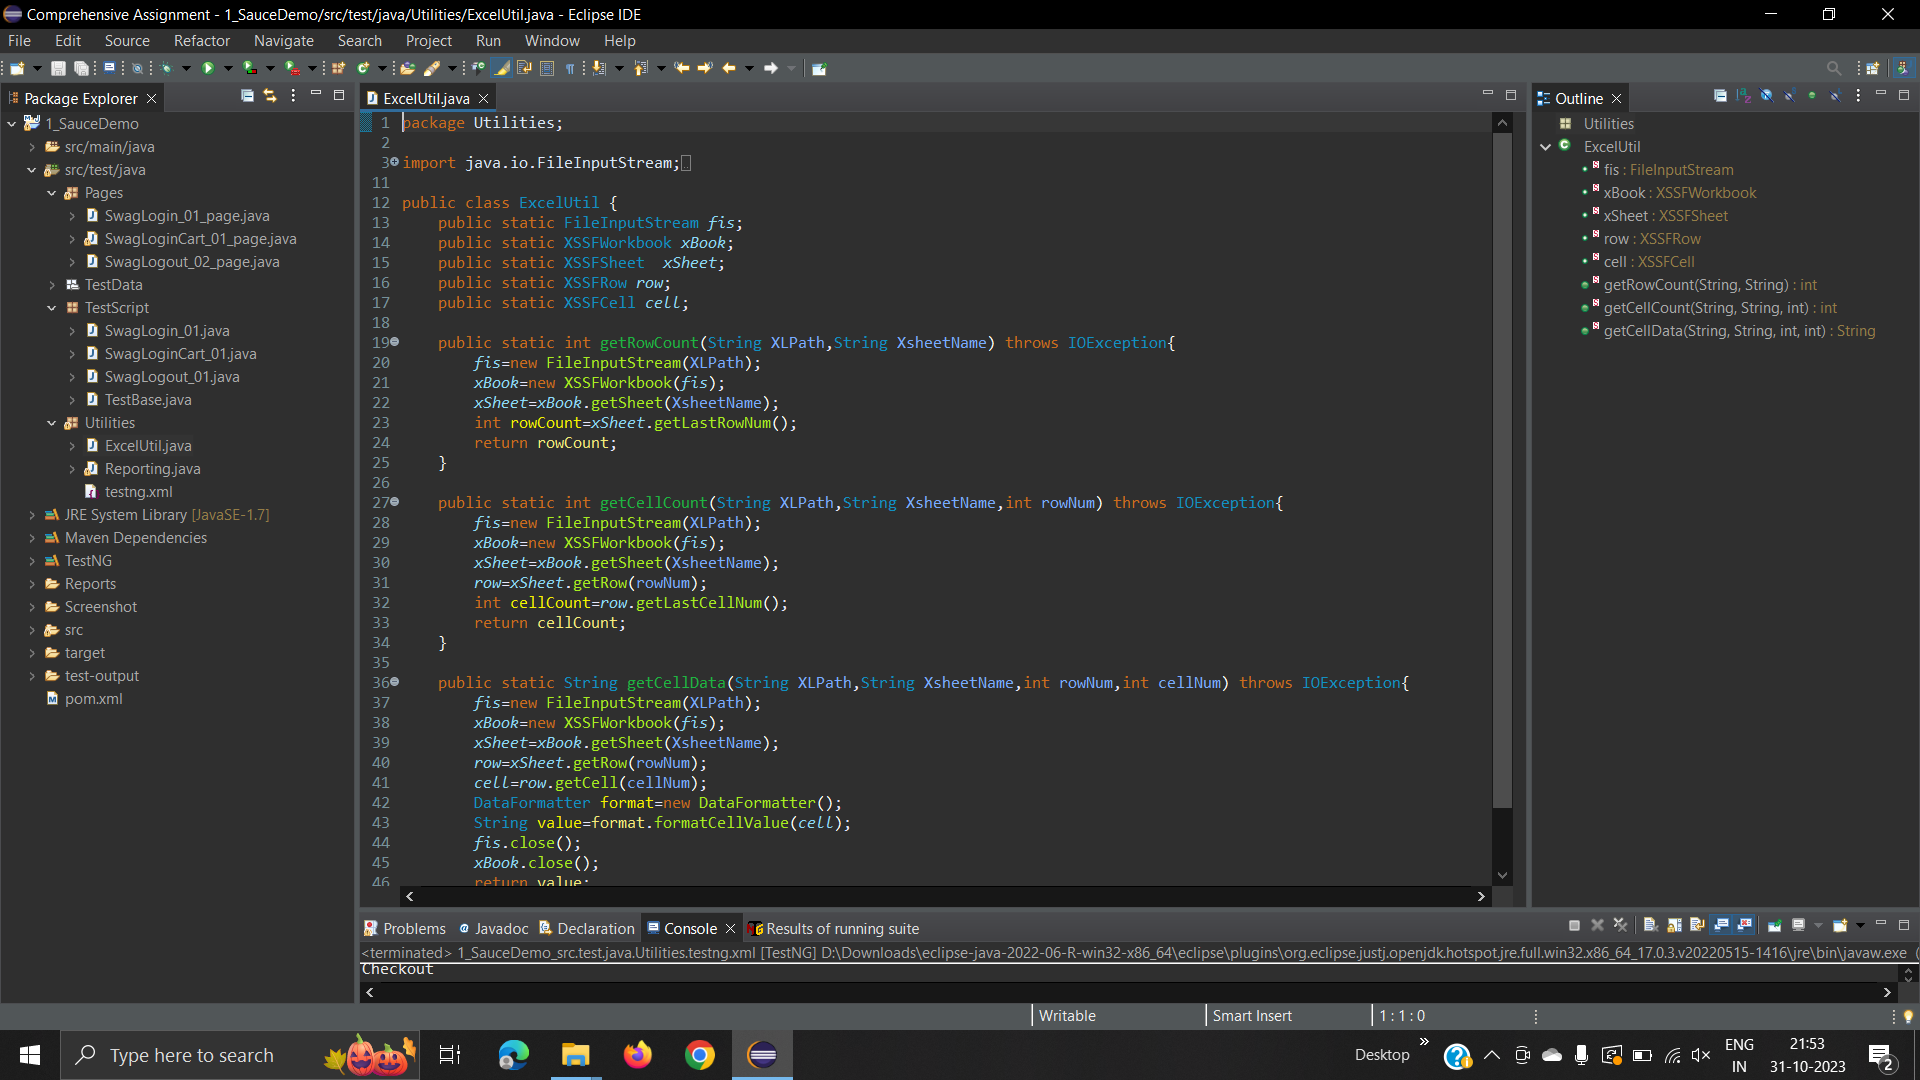 Comprehensive Assignment - 1_SauceDemo/src/test/java/Utilities/ExcelUtil.java - Eclipse IDE
File Edit Source Refactor Navigate Search Project Run Window Help
Package Explorer
1_SauceDemo
src/main/java
src/test/java
Pages
SwagLogin_01_page.java
SwagLoginCart_01_page.java
SwagLogout_02_page.java
TestData
TestScript
SwagLogin_01.java
SwagLoginCart_01.java
SwagLogout_01.java
TestBase.java
Utilities
ExcelUtil.java
Reporting.java
testng.xml
JRE System Library [JavaSE-1.7]
Maven Dependencies
TestNG
Reports
Screenshot
src
target
test-output
pom.xml
ExcelUtil.java
1 package Utilities;
2
3 import java.io.FileInputStream;
11
12 public class ExcelUtil {
13 public static FileInputStream fis;
14 public static XSSFWorkbook xBook;
15 public static XSSFSheet  xSheet;
16 public static XSSFRow row;
17 public static XSSFCell cell;
18
19 public static int getRowCount(String XLPath,String XsheetName) throws IOException{
20 fis=new FileInputStream(XLPath);
21 xBook=new XSSFWorkbook(fis);
22 xSheet=xBook.getSheet(XsheetName);
23 int rowCount=xSheet.getLastRowNum();
24 return rowCount;
25 }
26
27 public static int getCellCount(String XLPath,String XsheetName,int rowNum) throws IOException{
28 fis=new FileInputStream(XLPath);
29 xBook=new XSSFWorkbook(fis);
30 xSheet=xBook.getSheet(XsheetName);
31 row=xSheet.getRow(rowNum);
32 int cellCount=row.getLastCellNum();
33 return cellCount;
34 }
35
36 public static String getCellData(String XLPath,String XsheetName,int rowNum,int cellNum) throws IOException{
37 fis=new FileInputStream(XLPath);
38 xBook=new XSSFWorkbook(fis);
39 xSheet=xBook.getSheet(XsheetName);
40 row=xSheet.getRow(rowNum);
41 cell=row.getCell(cellNum);
42 DataFormatter format=new DataFormatter();
43 String value=format.formatCellValue(cell);
44 fis.close();
45 xBook.close();
46 return value;
Outline
Utilities
ExcelUtil
fis : FileInputStream
xBook : XSSFWorkbook
xSheet : XSSFSheet
row : XSSFRow
cell : XSSFCell
getRowCount(String, String) : int
getCellCount(String, String, int) : int
getCellData(String, String, int, int) : String
Problems Javadoc Declaration Console Results of running suite
<terminated> 1_SauceDemo_src.test.java.Utilities.testng.xml [TestNG] D:\Downloads\eclipse-java-2022-06-R-win32-x86_64\eclipse\plugins\org.eclipse.justj.openjdk.hotspot.jre.full.win32.x86_64_17.0.3.v20220515-1416\jre\bin\javaw.exe (
Checkout
Writable Smart Insert 1 : 1 : 0
Type here to search
Desktop
ENG
IN
21:53
31-10-2023
2